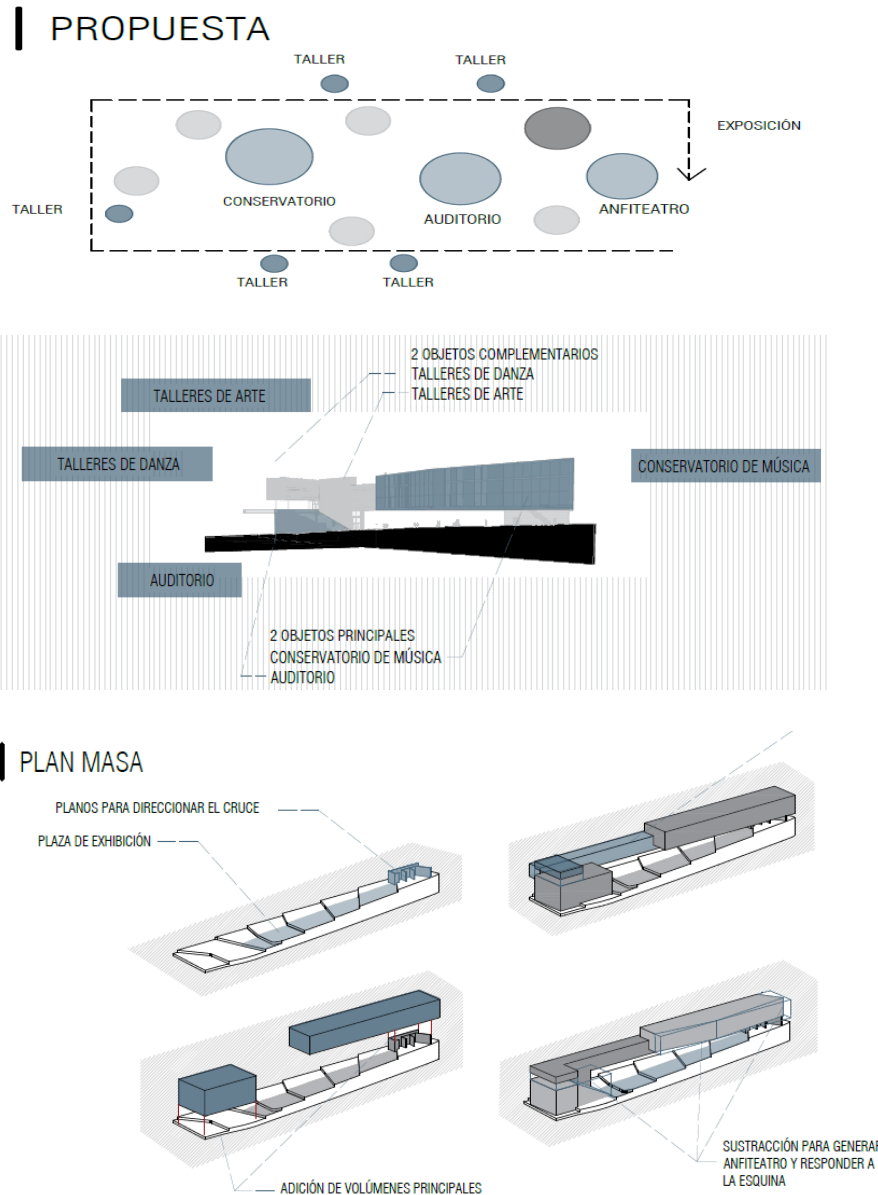 PROPUESTA
TALLER
TALLER
EXPOSICIÓN
CONSERVATORIO
TALLER
AUDITORIO
ANFITEATRO
TALLER
TALLER
2 OBJETOS COMPLEMENTARIOS
TALLERES DE DANZA
TALLERES DE ARTE
TALLERES DE ARTE
TALLERES DE DANZA
CONSERVATORIO DE MÚSICA
AUDITORIO
2 OBJETOS PRINCIPALES
CONSERVATORIO DE MÚSICA
AUDITORIO
PLAN MASA
PLANOS PARA DIRECCIONAR EL CRUCE
PLAZA DE EXHIBICIÓN
ADICIÓN DE VOLÚMENES PRINCIPALES
SUSTRACCIÓN PARA GENERAR
ANFITEATRO Y RESPONDER A
LA ESQUINA